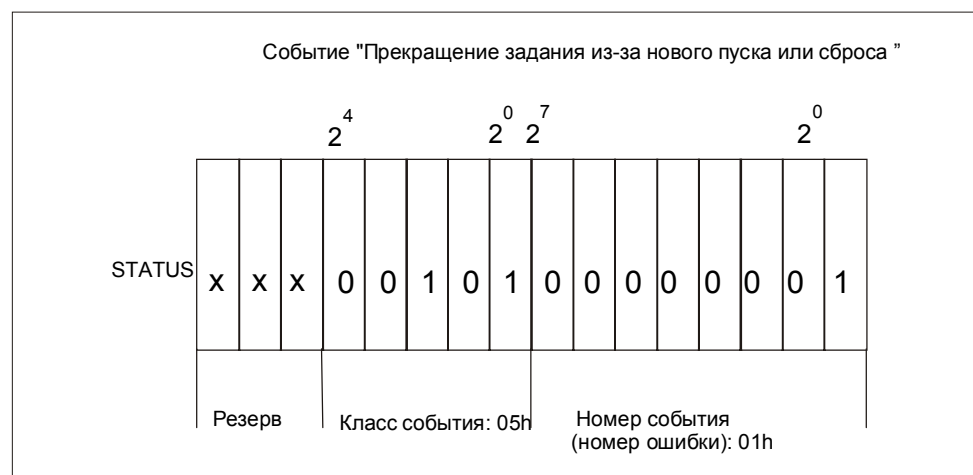 Событие "Прекращение задания из-за нового пуска или сброса ”
2^4 2^0 2^7 2^0
STATUS x x x 0 0 1 0 1 0 0 0 0 0 0 0 1
Резерв Класс события: 05h Номер события
(номер ошибки): 01h